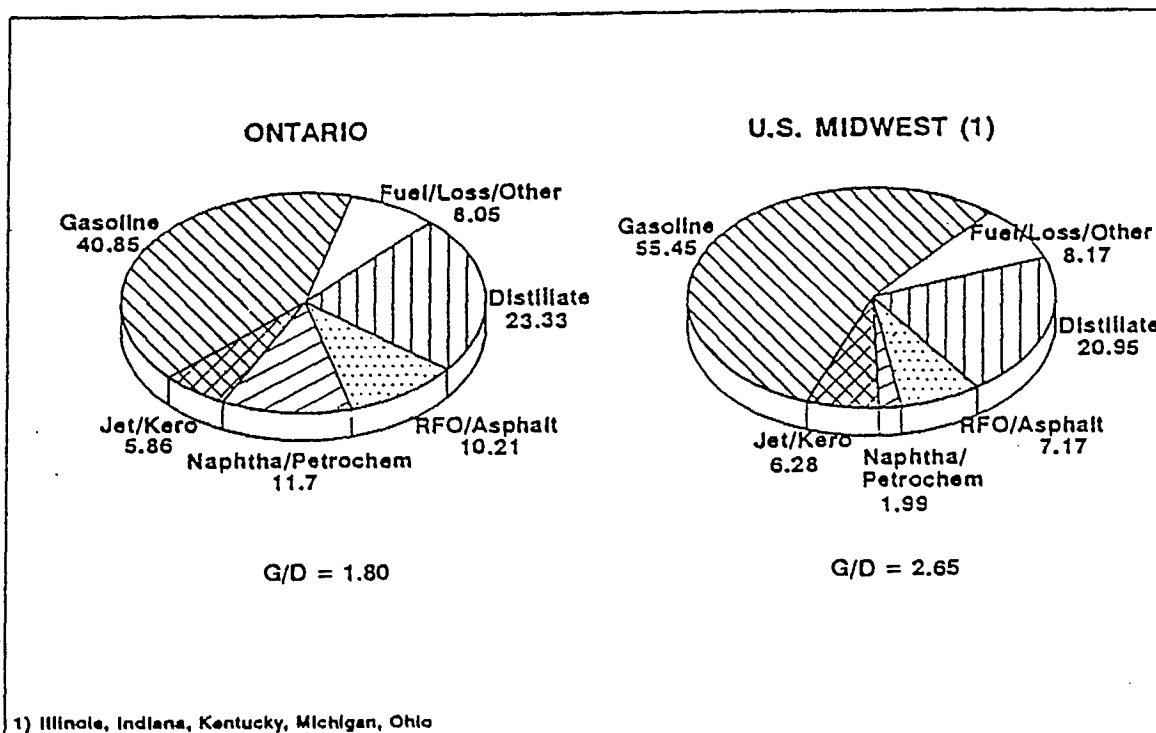 ONTARIO
Gasoline
40.85
Fuel/Loss/Other
8.05
Distillate
23.33
RFO/Asphalt
10.21
Naphtha/Petrochem
11.7
Jet/Kero
5.86
G/D = 1.80
U.S. MIDWEST (1)
Gasoline
55.45
Fuel/Loss/Other
8.17
Distillate
20.95
RFO/Asphalt
7.17
Naphtha/
Petrochem
1.99
Jet/Kero
6.28
G/D = 2.65
1) Illinois, Indiana, Kentucky, Michigan, Ohio